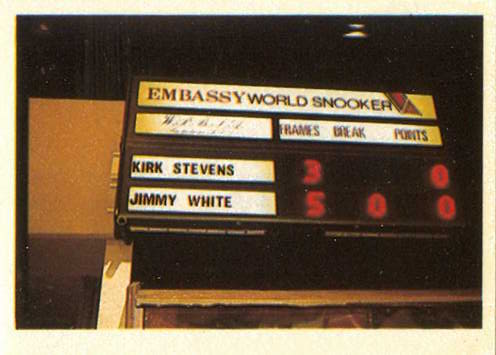 EMBASSY WORLD SNOOKER
FRAMES BREAK POINTS
KIRK STEVENS 3 0
JIMMY WHITE 5 0 0